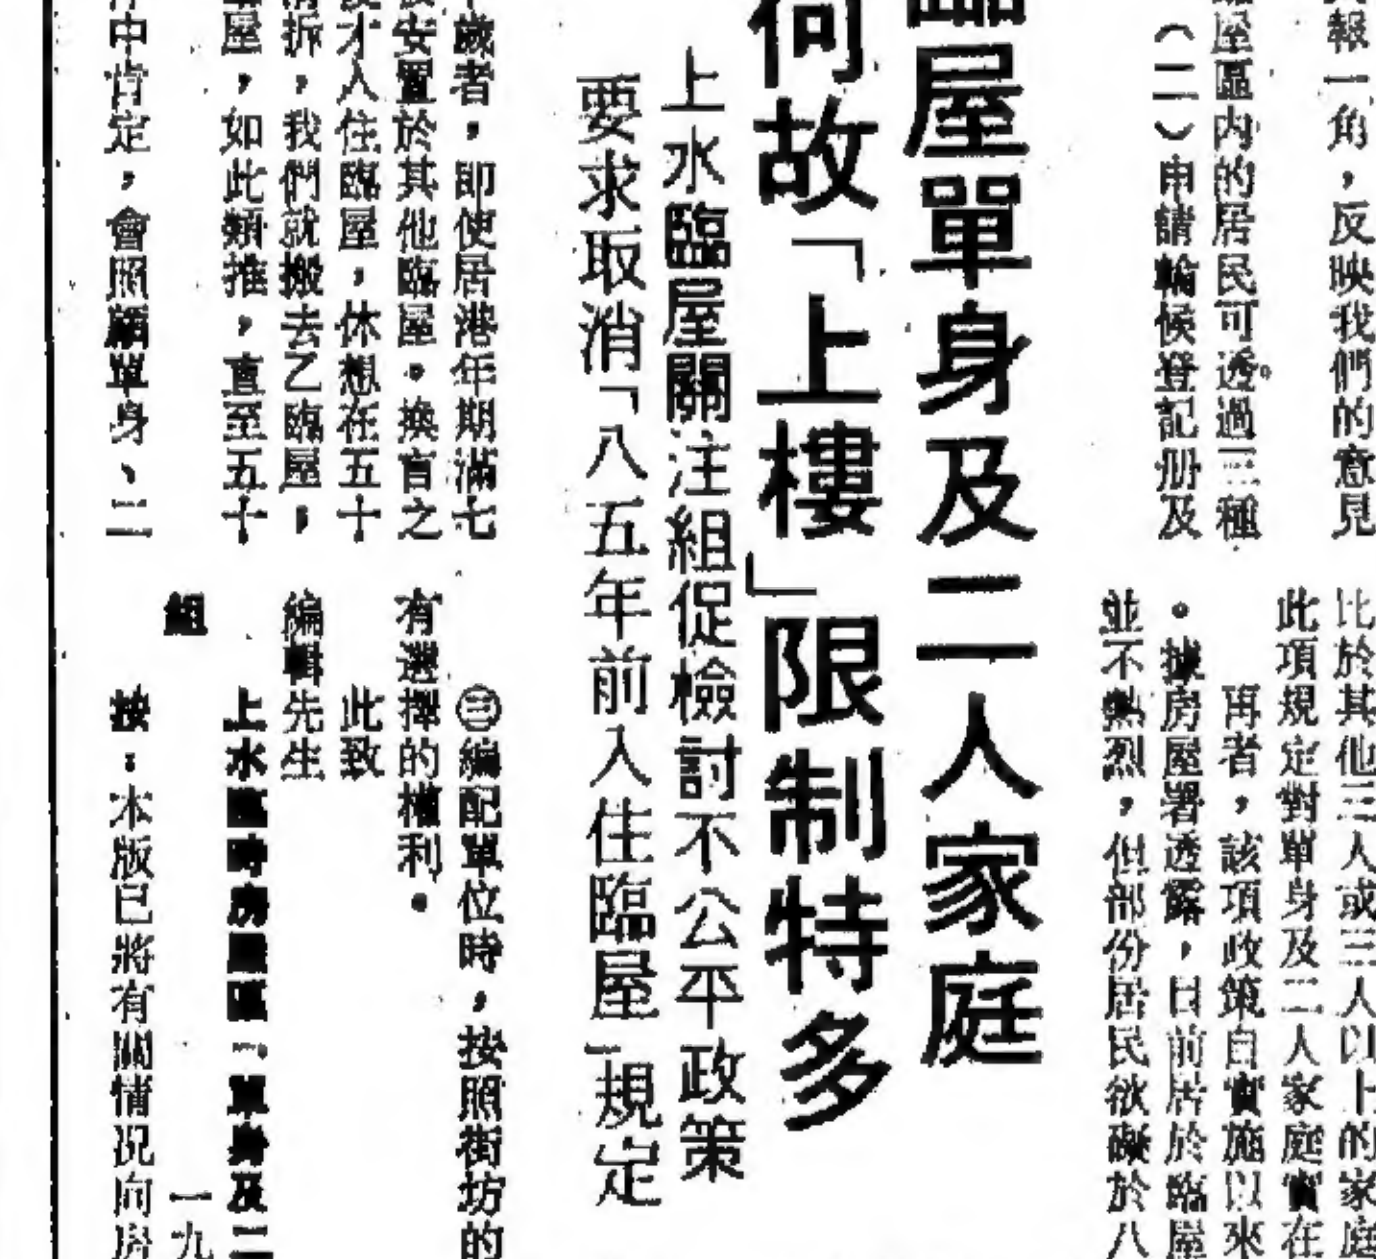 報一角，反映我們的意見
比於其他三人或三人以上的家庭
此項規定對單身及二人家庭實在
屋區内的居民可透過三種
再者，該項政策自實施以來
（二）申請輪候登記册及
。據房屋署透露，日前居於臨屋
並不熱烈，但部份居民欲礙於八
臨屋單身及二人家庭
何故「上樓」限制特多
上水臨屋關注組促檢討不公平政策
要求取消「八五年前入住臨屋」規定
歲者，即使居港年期滿七
安置於其他臨屋。換言之
才入住臨屋，休想在五十
拆，我們就搬去乙臨屋，
屋，如此類推，直至五十
中肯定，會照顧單身、二
㊂編配單位時，按照街坊的
有選擇的權利。
此致
編輯先生
上水臨時房屋區「單身及二
組
一九
按：本版已將有關情況向房